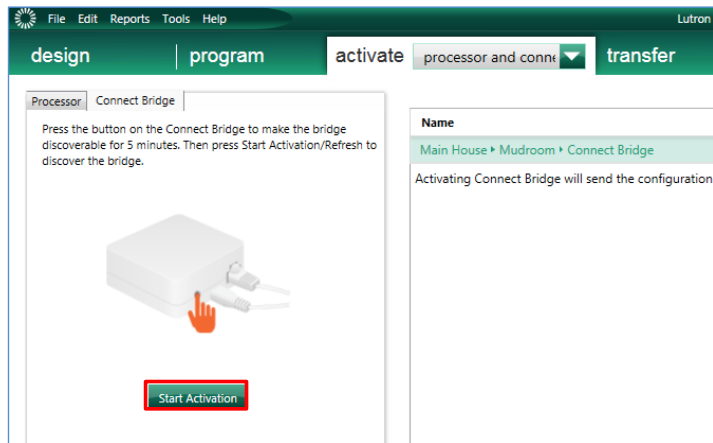 File Edit Reports Tools Help
Lutron
design
program
activate
processor and conne
transfer
Processor
Connect Bridge
Press the button on the Connect Bridge to make the bridge
discoverable for 5 minutes. Then press Start Activation/Refresh to
discover the bridge.
Start Activation
Name
Main House ▸ Mudroom ▸ Connect Bridge
Activating Connect Bridge will send the configuration